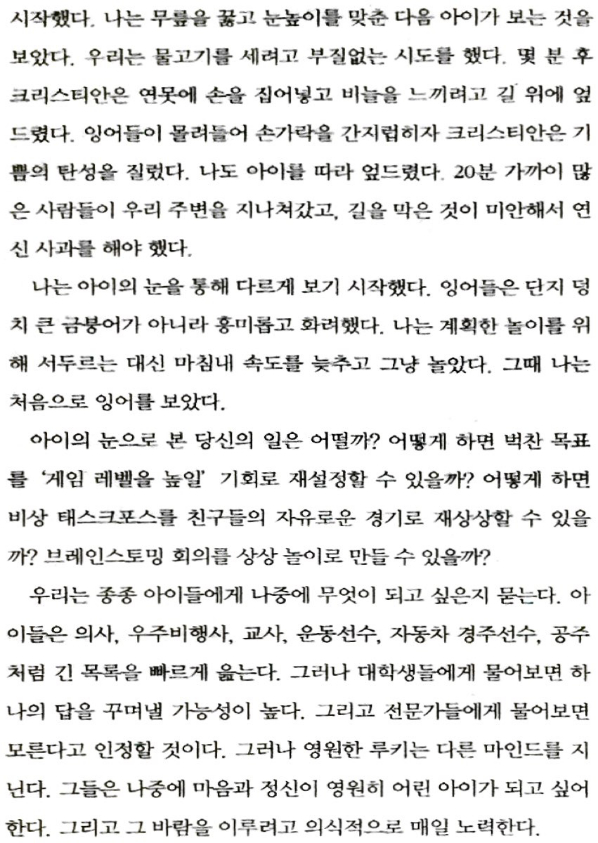 시작했다. 나는 무릎을 꿇고 눈높이를 맞춘 다음 아이가 보는 것을
보았다. 우리는 물고기를 세려고 부질없는 시도를 했다. 몇 분 후
크리스티안은 연못에 손을 집어넣고 비늘을 느끼려고 길 위에 엎
드렸다. 잉어들이 몰려들어 손가락을 간지럽히자 크리스티안은 기
쁨의 탄성을 질렀다. 나도 아이를 따라 엎드렸다. 20분 가까이 많
은 사람들이 우리 주변을 지나쳐갔고, 길을 막은 것이 미안해서 연
신 사과를 해야 했다.
나는 아이의 눈을 통해 다르게 보기 시작했다. 잉어들은 단지 덩
치 큰 금붕어가 아니라 흥미롭고 화려했다. 나는 계획한 놀이를 위
해 서두르는 대신 마침내 속도를 늦추고 그냥 놀았다. 그때 나는
처음으로 잉어를 보았다.
아이의 눈으로 본 당신의 일은 어떨까? 어떻게 하면 벅찬 목표
를 ‘게임 레벨을 높일’ 기회로 재설정할 수 있을까? 어떻게 하면
비상 태스크포스를 친구들의 자유로운 경기로 재상상할 수 있을
까? 브레인스토밍 회의를 상상 놀이로 만들 수 있을까?
우리는 종종 아이들에게 나중에 무엇이 되고 싶은지 묻는다. 아
이들은 의사, 우주비행사, 교사, 운동선수, 자동차 경주선수, 공주
처럼 긴 목록을 빠르게 읊는다. 그러나 대학생들에게 물어보면 하
나의 답을 꾸며낼 가능성이 높다. 그리고 전문가들에게 물어보면
모른다고 인정할 것이다. 그러나 영원한 루키는 다른 마인드를 지
닌다. 그들은 나중에 마음과 정신이 영원히 어린 아이가 되고 싶어
한다. 그리고 그 바람을 이루려고 의식적으로 매일 노력한다.